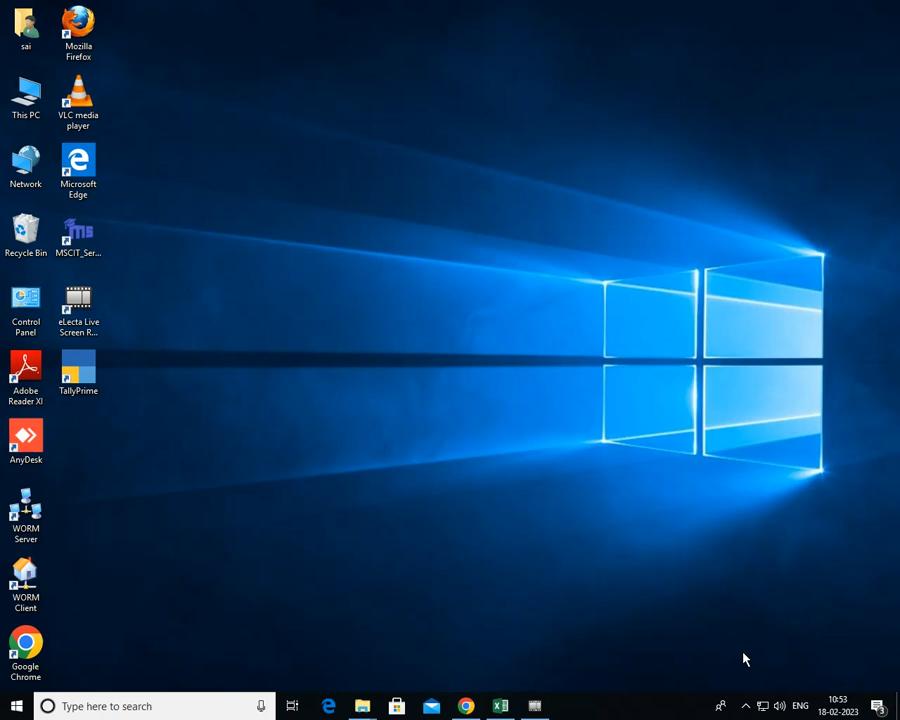 sai
Mozilla
Firefox
This PC
VLC media
player
Network
Microsoft
Edge
Recycle Bin
ms
MSCIT_Ser...
Control
Panel
eLecta Live
Screen R...
Adobe
Reader XI
TallyPrime
AnyDesk
WORM
Server
WORM
Client
Google
Chrome
Type here to search
ENG
10:53
18-02-2023
3